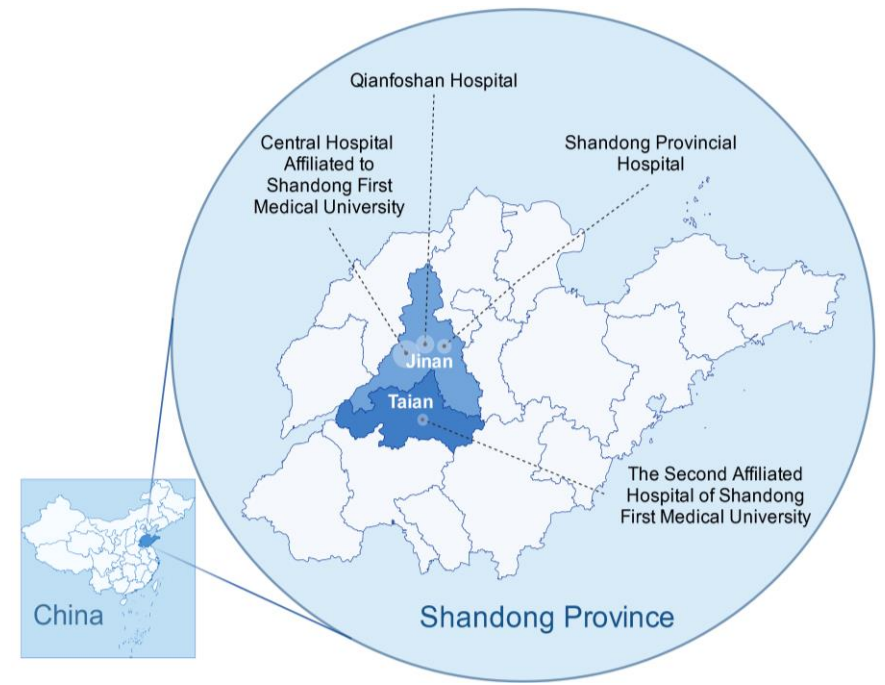 Qianfoshan Hospital
Central Hospital
Affiliated to
Shandong First
Medical University
Shandong Provincial
Hospital
Jinan
Taian
The Second Affiliated
Hospital of Shandong
First Medical University
China
Shandong Province